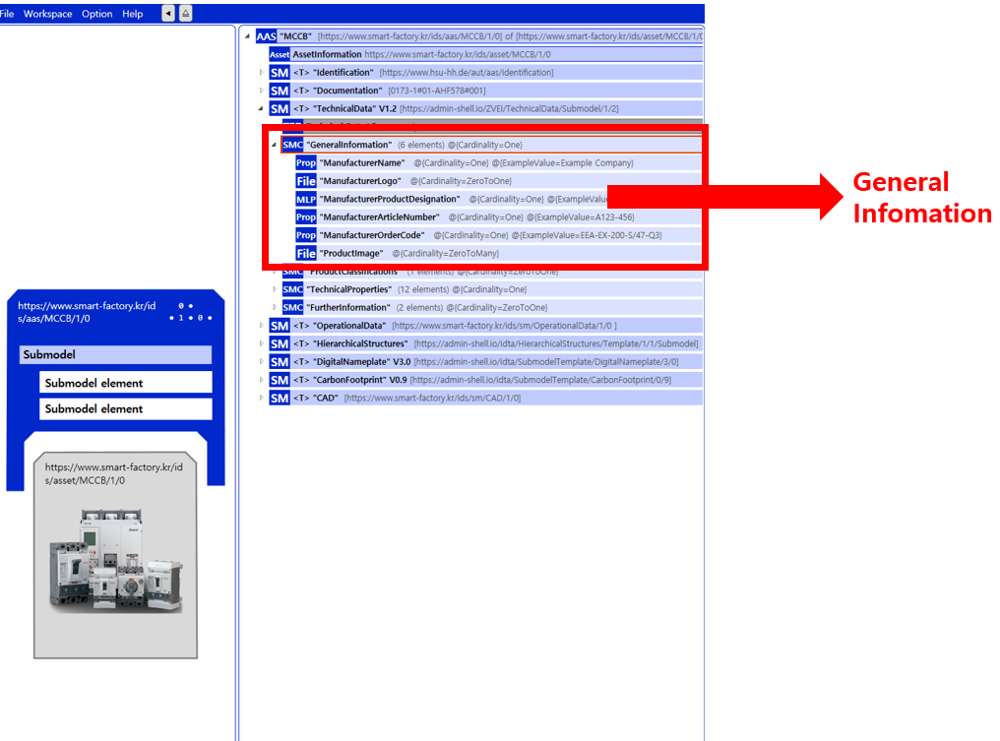 File Workspace Option Help
AAS "MCCB" [https://www.smart-factory.kr/ids/aas/MCCB/1/0] of [https://www.smart-factory.kr/ids/asset/MCCB/1/0
Asset AssetInformation https://www.smart-factory.kr/ids/asset/MCCB/1/0
SM <T> "Identification" [https://www.hsu-hh.de/aut/aas/identification]
SM <T> "Documentation" [0173-1#01-AHF578#001]
SM <T> "TechnicalData" V1.2 [https://admin-shell.io/ZVEI/TechnicalData/Submodel/1/2]
SMC "GeneralInformation" (6 elements) @{Cardinality=One}
Prop "ManufacturerName" @{Cardinality=One} @{ExampleValue=Example Company}
File "ManufacturerLogo" @{Cardinality=ZeroToOne}
MLP "ManufacturerProductDesignation" @{Cardinality=One} @{ExampleValu
Prop "ManufacturerArticleNumber" @{Cardinality=One} @{ExampleValue=A123-456}
Prop "ManufacturerOrderCode" @{Cardinality=One} @{ExampleValue=EEA-EX-200-S/47-Q3}
File "ProductImage" @{Cardinality=ZeroToMany}
SMC "ProductClassifications" (1 elements) @{Cardinality=ZeroToOne}
SMC "TechnicalProperties" (12 elements) @{Cardinality=One}
SMC "FurtherInformation" (2 elements) @{Cardinality=ZeroToOne}
SM <T> "OperationalData" [https://www.smart-factory.kr/ids/sm/OperationalData/1/0 ]
SM <T> "HierarchicalStructures" [https://admin-shell.io/idta/HierarchicalStructures/Template/1/1/Submodel]
SM <T> "DigitalNameplate" V3.0 [https://admin-shell.io/idta/SubmodelTemplate/DigitalNameplate/3/0]
SM <T> "CarbonFootprint" V0.9 [https://admin-shell.io/idta/SubmodelTemplate/CarbonFootprint/0/9]
SM <T> "CAD" [https://www.smart-factory.kr/ids/sm/CAD/1/0]
General
Infomation
https://www.smart-factory.kr/id
s/aas/MCCB/1/0
0
1 0
Submodel
Submodel element
Submodel element
https://www.smart-factory.kr/id
s/asset/MCCB/1/0